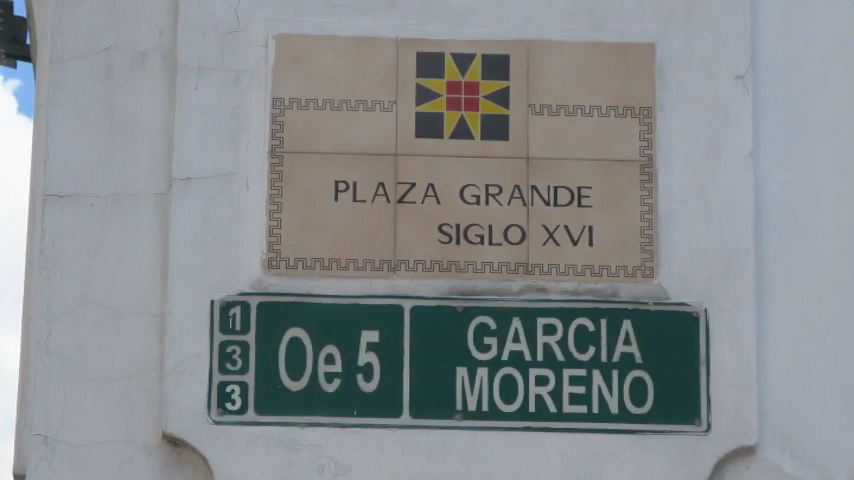 PLAZA GRANDE
SIGLO XVI
1
3
3
Oe 5
GARCIA
MORENO